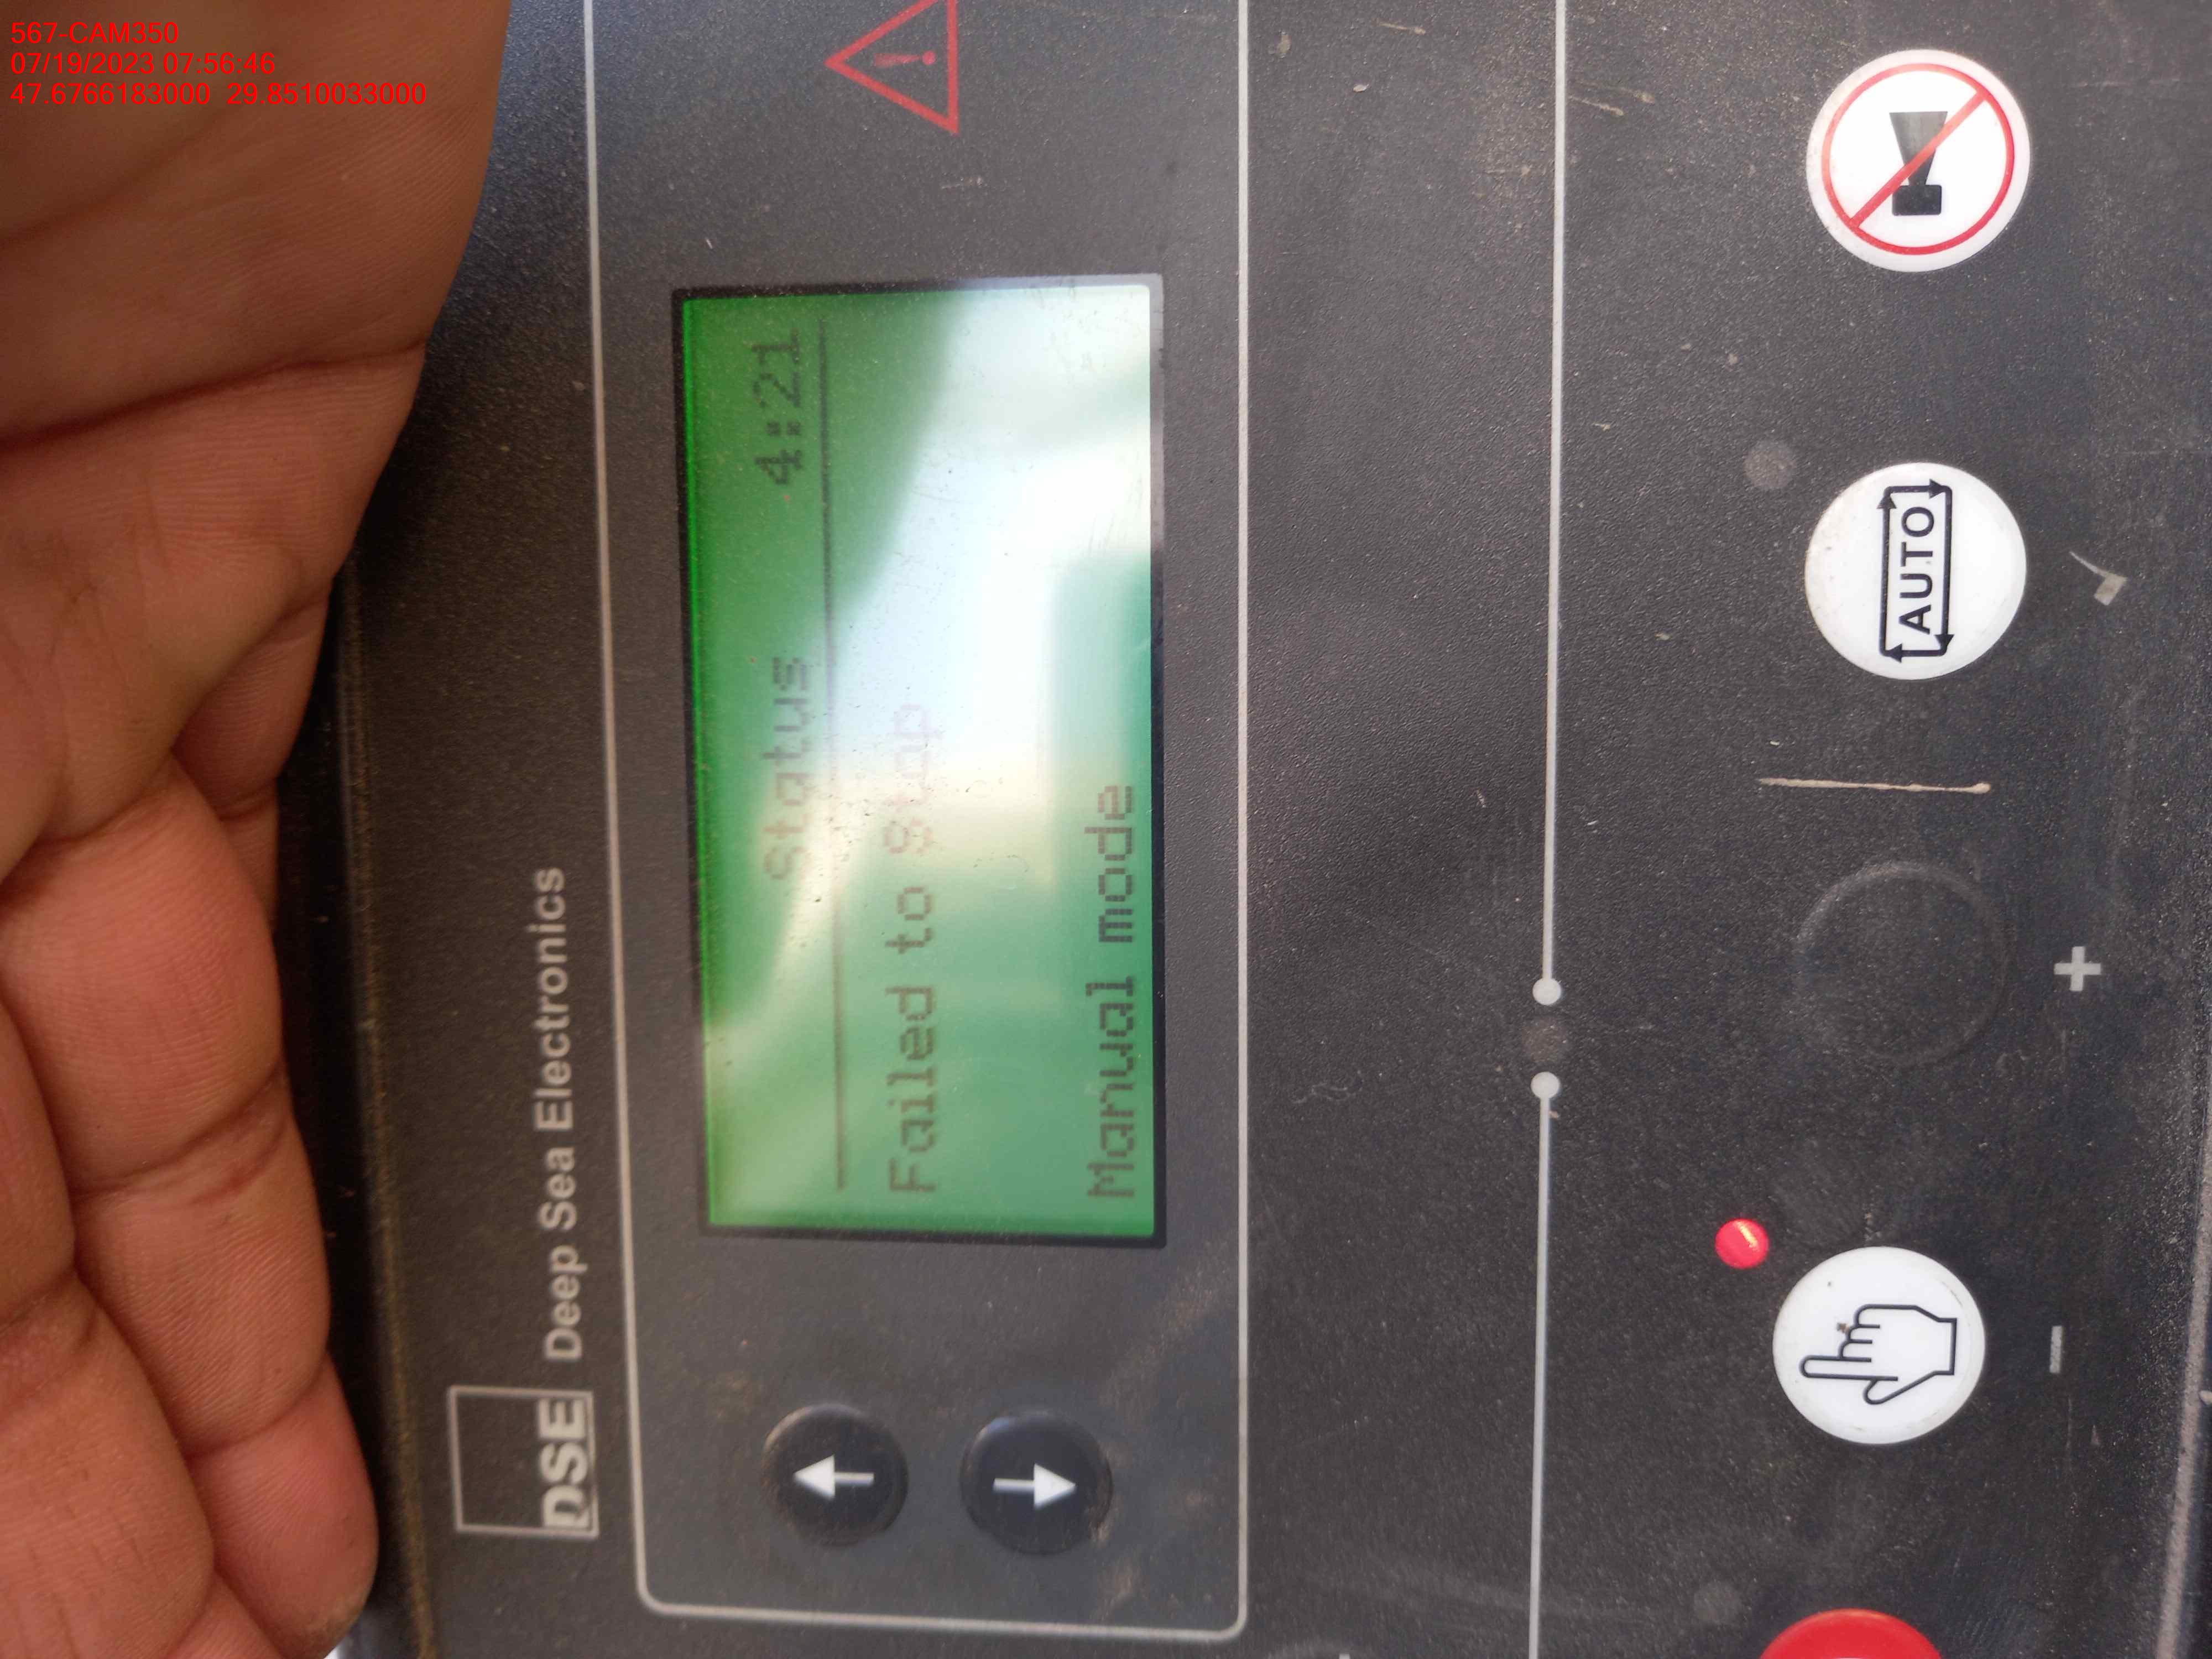 567-CAM350
07/19/2023 07:56:46
47.6766183000 29.8510033000
DSE Deep Sea Electronics
Status 4:21
Failed to stop
Manual mode
AUTO